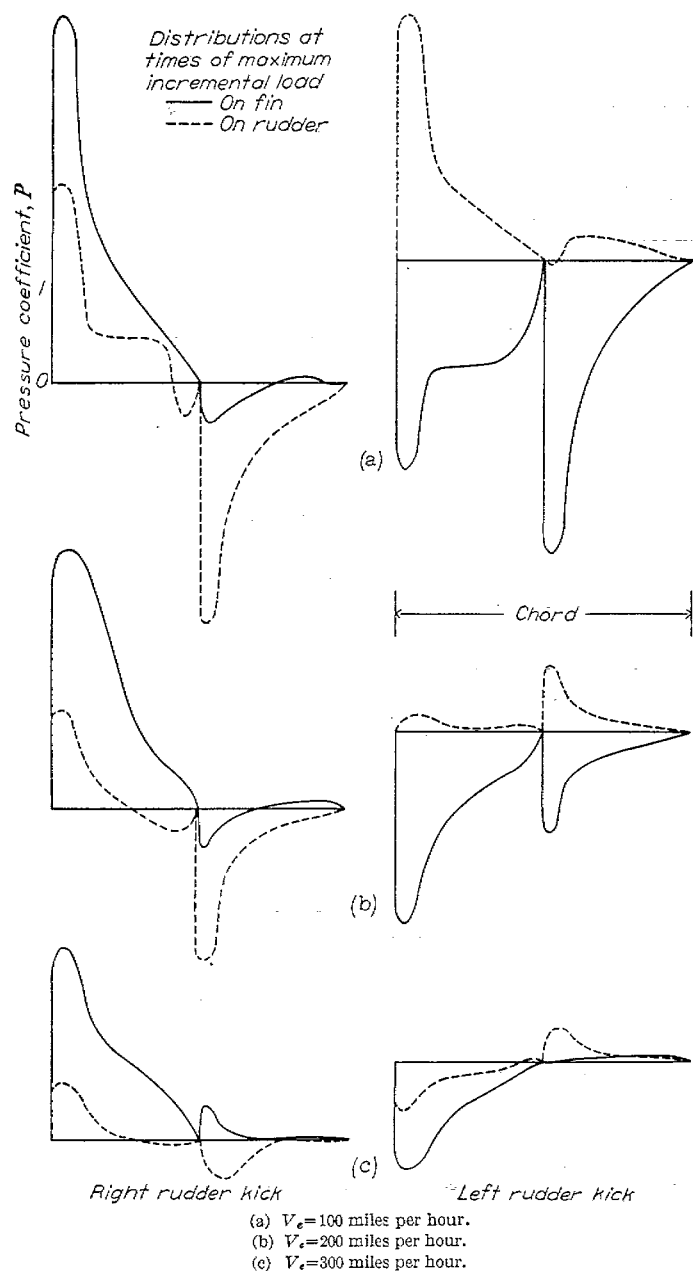 Distributions at
times of maximum
incremental load
On fin
On rudder
Pressure coefficient, P
1
0
(a)
Chord
(b)
(c)
Right rudder kick
Left rudder kick
(a) Vₑ=100 miles per hour.
(b) Vₑ=200 miles per hour.
(c) Vₑ=300 miles per hour.